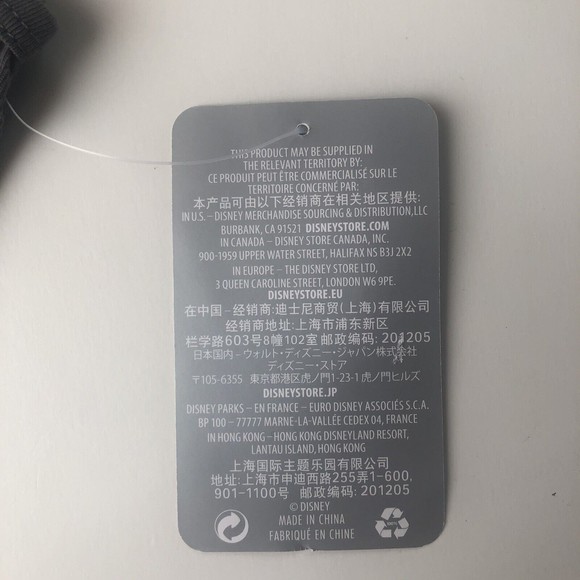 THIS PRODUCT MAY BE SUPPLIED IN
THE RELEVANT TERRITORY BY:
CE PRODUIT PEUT ÊTRE COMMERCIALISÉ SUR LE
TERRITOIRE CONCERNÉ PAR:
本产品可由以下经销商在相关地区提供:
IN U.S. – DISNEY MERCHANDISE SOURCING & DISTRIBUTION,LLC
BURBANK, CA 91521 DISNEYSTORE.COM
IN CANADA – DISNEY STORE CANADA, INC.
900-1959 UPPER WATER STREET, HALIFAX NS B3J 2X2
IN EUROPE – THE DISNEY STORE LTD,
3 QUEEN CAROLINE STREET, LONDON W6 9PE.
DISNEYSTORE.EU
在中国 – 经销商:迪士尼商贸(上海)有限公司
经销商地址:上海市浦东新区
栏学路603号8幢102室 邮政编码: 201205
日本国内 – ウォルト・ディズニー・ジャパン株式会社
ディズニー・ストア
〒105-6355 東京都港区虎ノ門1-23-1 虎ノ門ヒルズ
DISNEYSTORE.JP
DISNEY PARKS – EN FRANCE – EURO DISNEY ASSOCIÉS S.C.A.
BP 100 – 77777 MARNE-LA-VALLÉE CEDEX 04, FRANCE
IN HONG KONG – HONG KONG DISNEYLAND RESORT,
LANTAU ISLAND, HONG KONG
上海国际主题乐园有限公司
地址:上海市申迪西路255弄1-600,
901-1100号 邮政编码: 201205
© DISNEY
MADE IN CHINA
FABRIQUÉ EN CHINE